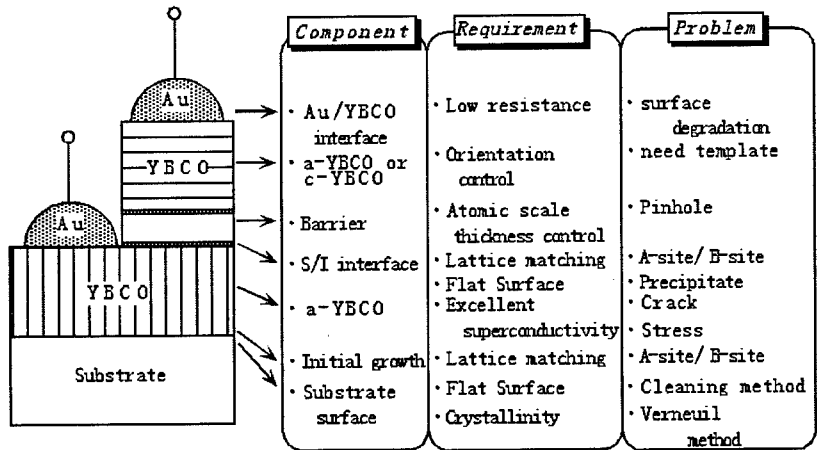 Au
YBCO
Au
YBCO
Substrate
Component
· Au/YBCO
interface
· a-YBCO or
c-YBCO
· Barrier
· S/I interface
· a-YBCO
· Initial growth
· Substrate
surface
Requirement
· Low resistance
· Orientation
control
· Atomic scale
thickness control
· Lattice matching
· Flat Surface
· Excellent
superconductivity
· Lattice matching
· Flat Surface
· Crystallinity
Problem
· surface
degradation
· need template
· Pinhole
· A-site/B-site
· Precipitate
· Crack
· Stress
· A-site/B-site
· Cleaning method
· Verneuil
method